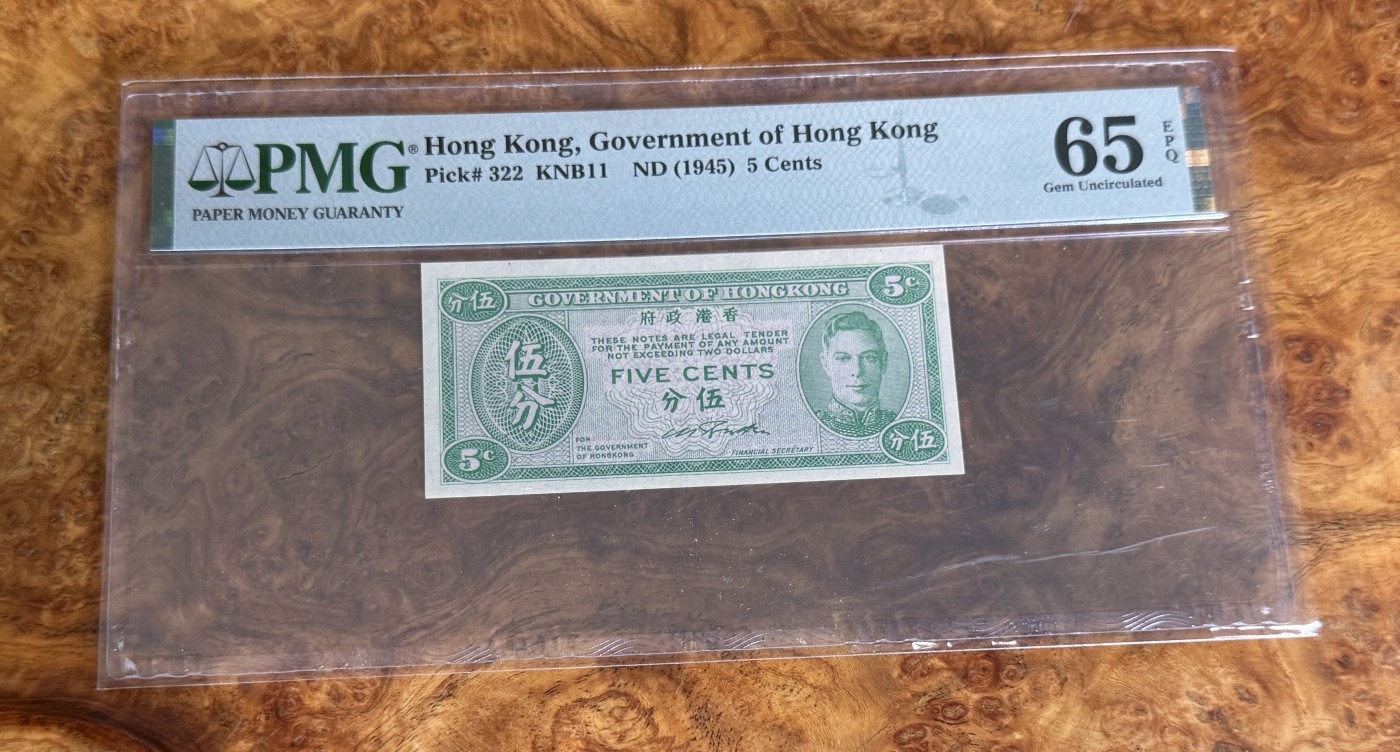 PMG®
PAPER MONEY GUARANTY
Hong Kong, Government of Hong Kong
Pick# 322 KNB11 ND (1945) 5 Cents
65
EPQ
Gem Uncirculated
分伍
GOVERNMENT OF HONGKONG
5c
府政港香
THESE NOTES ARE LEGAL TENDER
FOR THE PAYMENT OF ANY AMOUNT
NOT EXCEEDING TWO DOLLARS
伍分
FIVE CENTS
分伍
FOR
THE GOVERNMENT
OF HONGKONG
FINANCIAL SECRETARY
5c
分伍